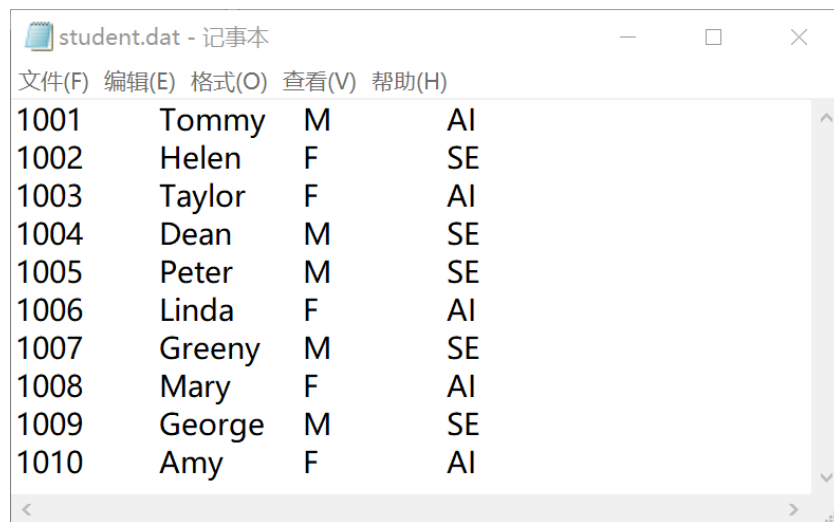 student.dat - 记事本
文件(F) 编辑(E) 格式(O) 查看(V) 帮助(H)
1001 Tommy M AI
1002 Helen F SE
1003 Taylor F AI
1004 Dean M SE
1005 Peter M SE
1006 Linda F AI
1007 Greeny M SE
1008 Mary F AI
1009 George M SE
1010 Amy F AI